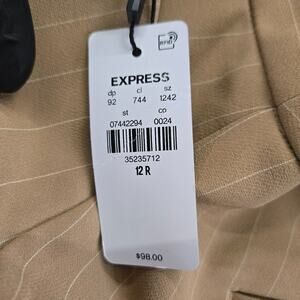 RFID
EXPRESS
dp cl sz
92 744 1242
st co
07442294 0024
35235712
12 R
$98.00